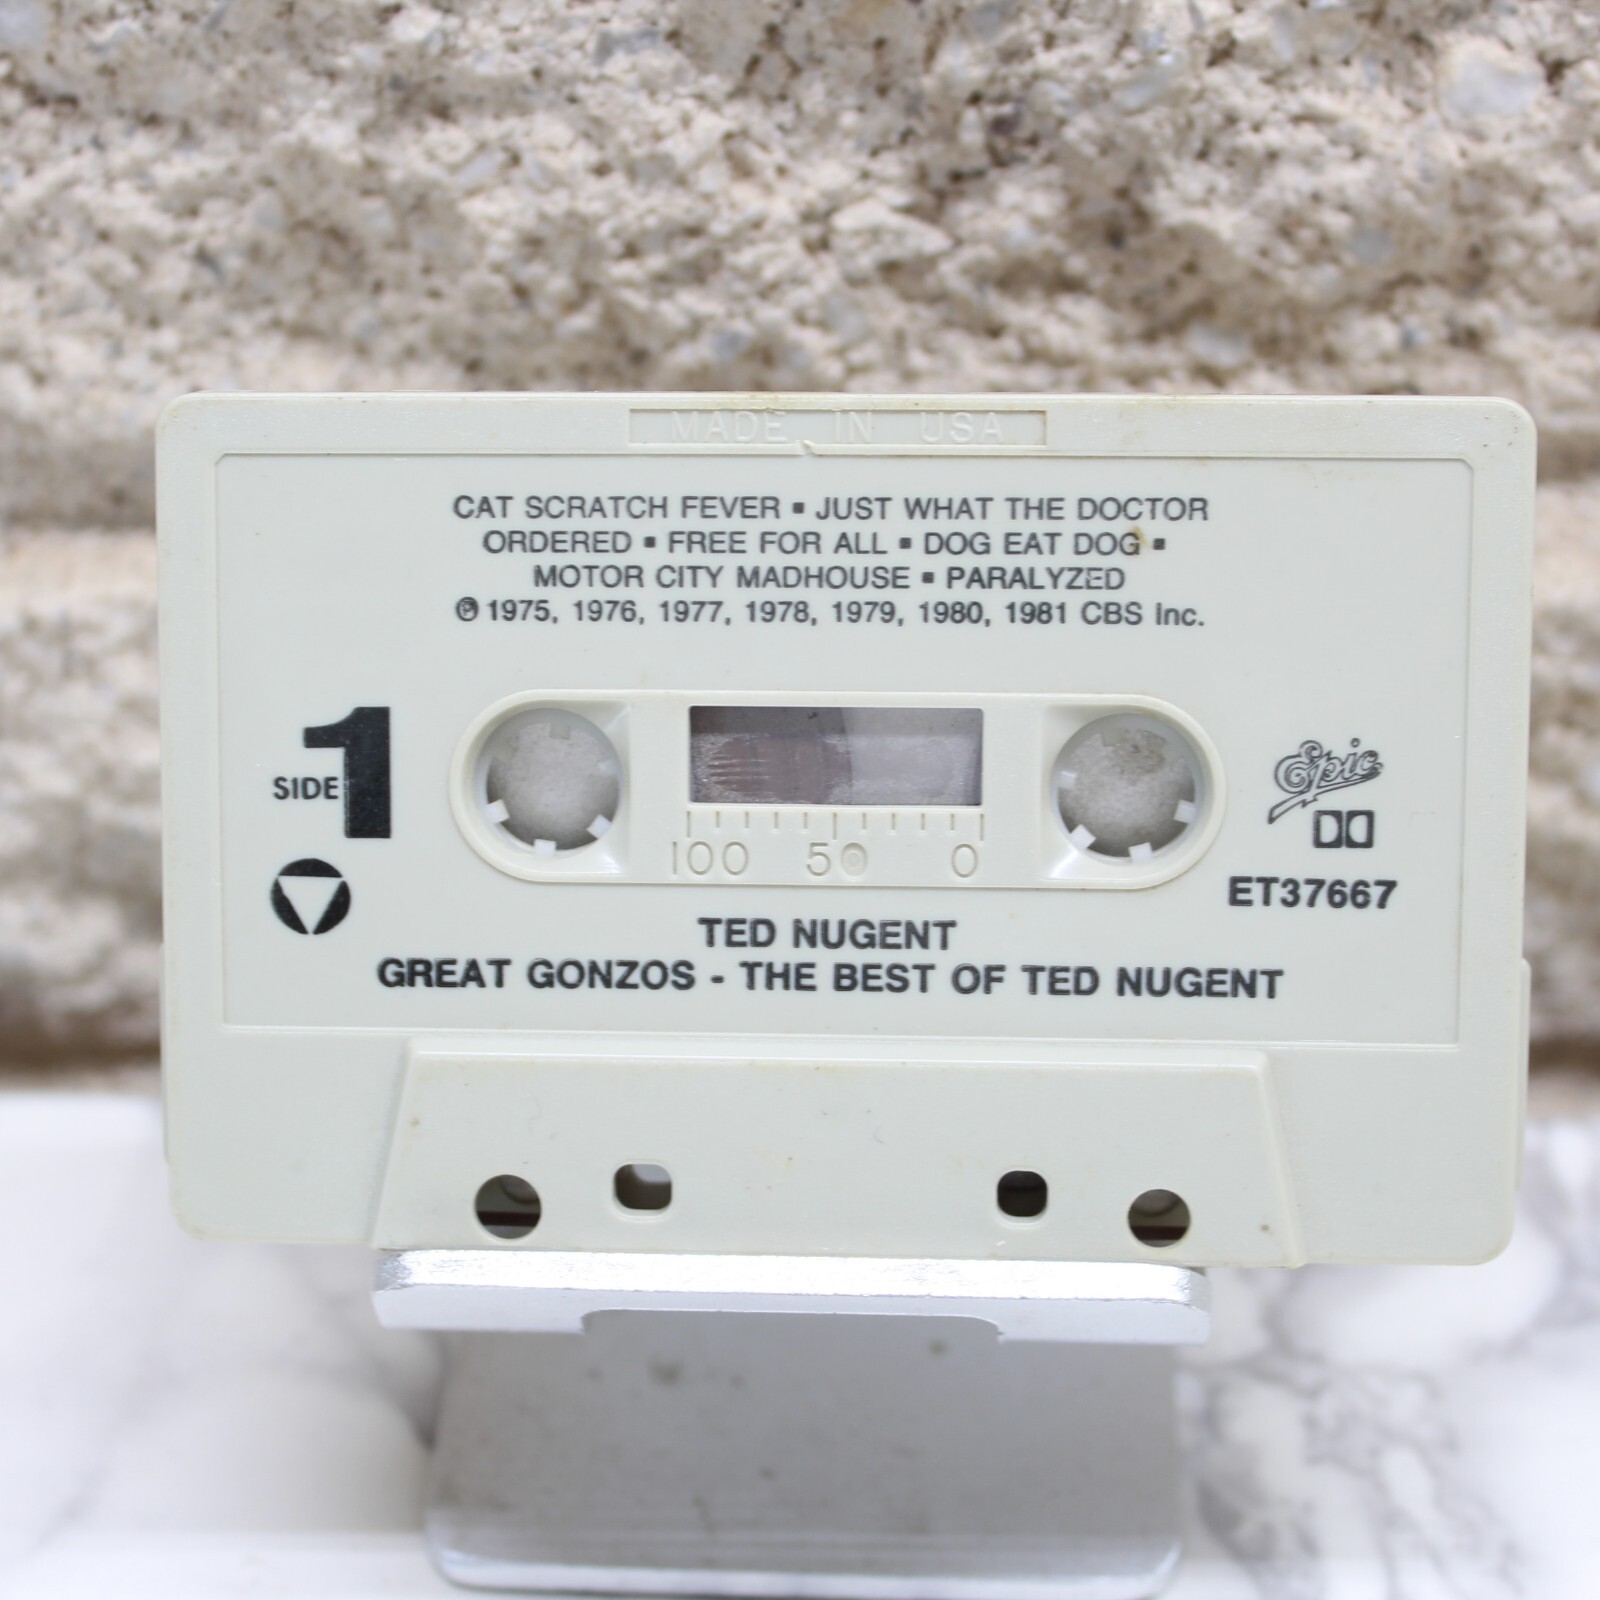 MADE IN USA
CAT SCRATCH FEVER ▪ JUST WHAT THE DOCTOR
ORDERED ▪ FREE FOR ALL ▪ DOG EAT DOG ▪
MOTOR CITY MADHOUSE ▪ PARALYZED
℗ 1975, 1976, 1977, 1978, 1979, 1980, 1981 CBS Inc.
SIDE 1
Epic
100 50 0
ET37667
TED NUGENT
GREAT GONZOS - THE BEST OF TED NUGENT